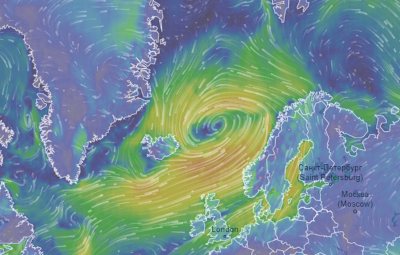 Санкт-Петербург
(Saint Petersburg)
Москва
(Moscow)
London